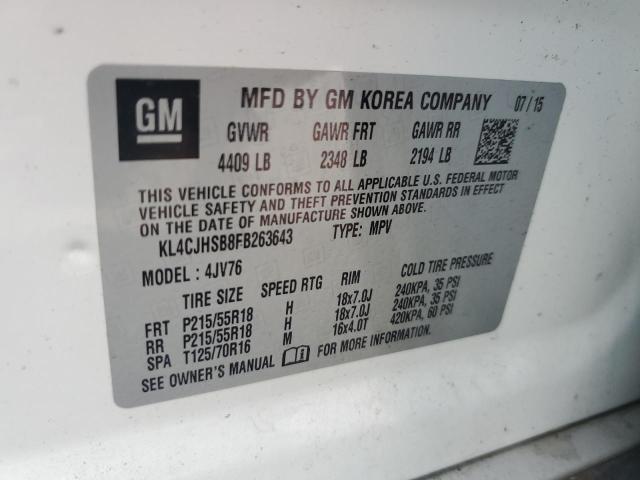 GM
MFD BY GM KOREA COMPANY 07/15
GVWR GAWR FRT GAWR RR
4409 LB 2348 LB 2194 LB
THIS VEHICLE CONFORMS TO ALL APPLICABLE U.S. FEDERAL MOTOR
VEHICLE SAFETY AND THEFT PREVENTION STANDARDS IN EFFECT
ON THE DATE OF MANUFACTURE SHOWN ABOVE.
KL4CJHSB8FB263643 TYPE: MPV
MODEL: 4JV76
TIRE SIZE SPEED RTG RIM COLD TIRE PRESSURE
FRT P215/55R18 H 18x7.0J 240KPA, 35 PSI
RR P215/55R18 H 18x7.0J 240KPA, 35 PSI
SPA T125/70R16 M 16x4.0T 420KPA, 60 PSI
SEE OWNER'S MANUAL FOR MORE INFORMATION.